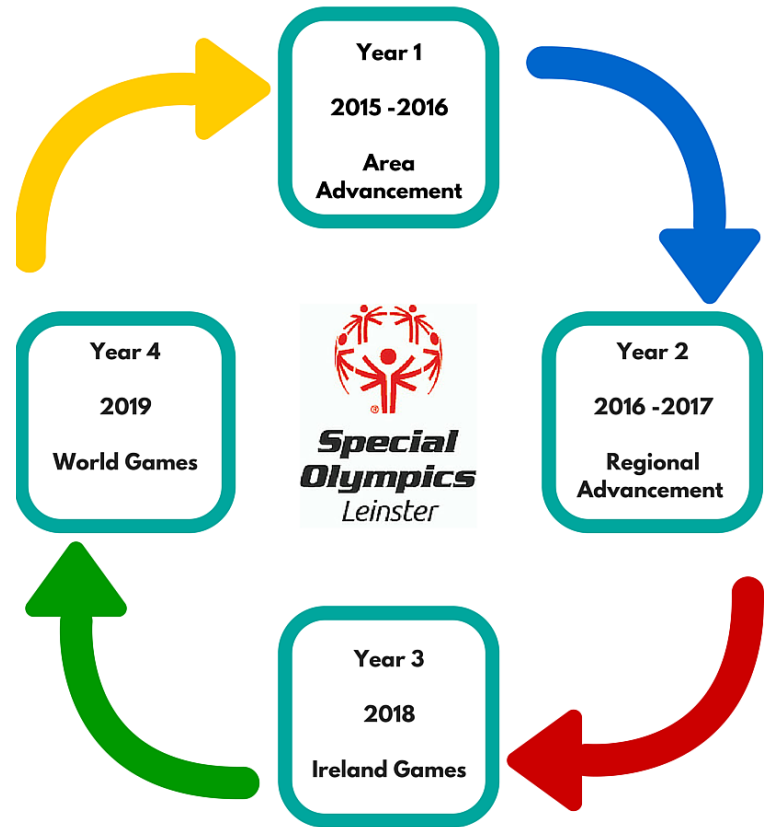 Year 1
2015 -2016
Area
Advancement
Year 4
2019
World Games
Special
Olympics
Leinster
®
Year 2
2016 -2017
Regional
Advancement
Year 3
2018
Ireland Games